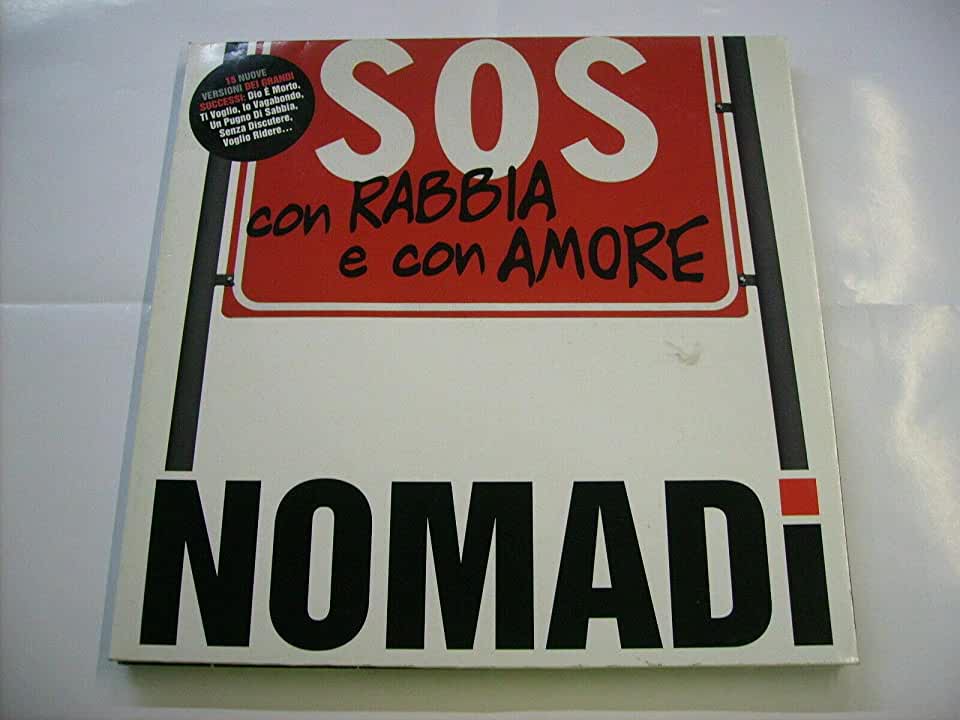 15 NUOVE
VERSIONI DEI GRANDI
SUCCESSI: Dio È Morto,
Ti Voglio, Io Vagabondo,
Un Pugno Di Sabbia,
Senza Discutere,
Voglio Ridere...
SOS
con RABBIA
e con AMORE
NOMADi